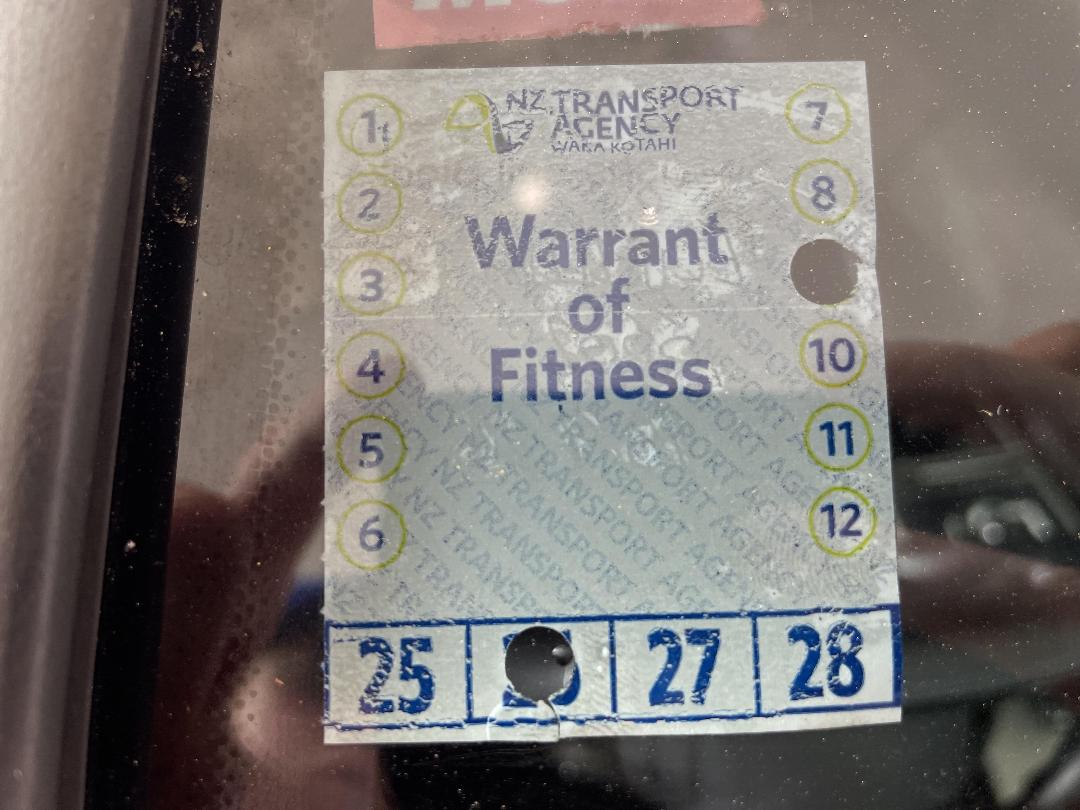 NZ TRANSPORT
AGENCY
WAKA KOTAHI
Warrant
of
Fitness
1
2
3
4
5
6
7
8
10
11
12
25
27
28